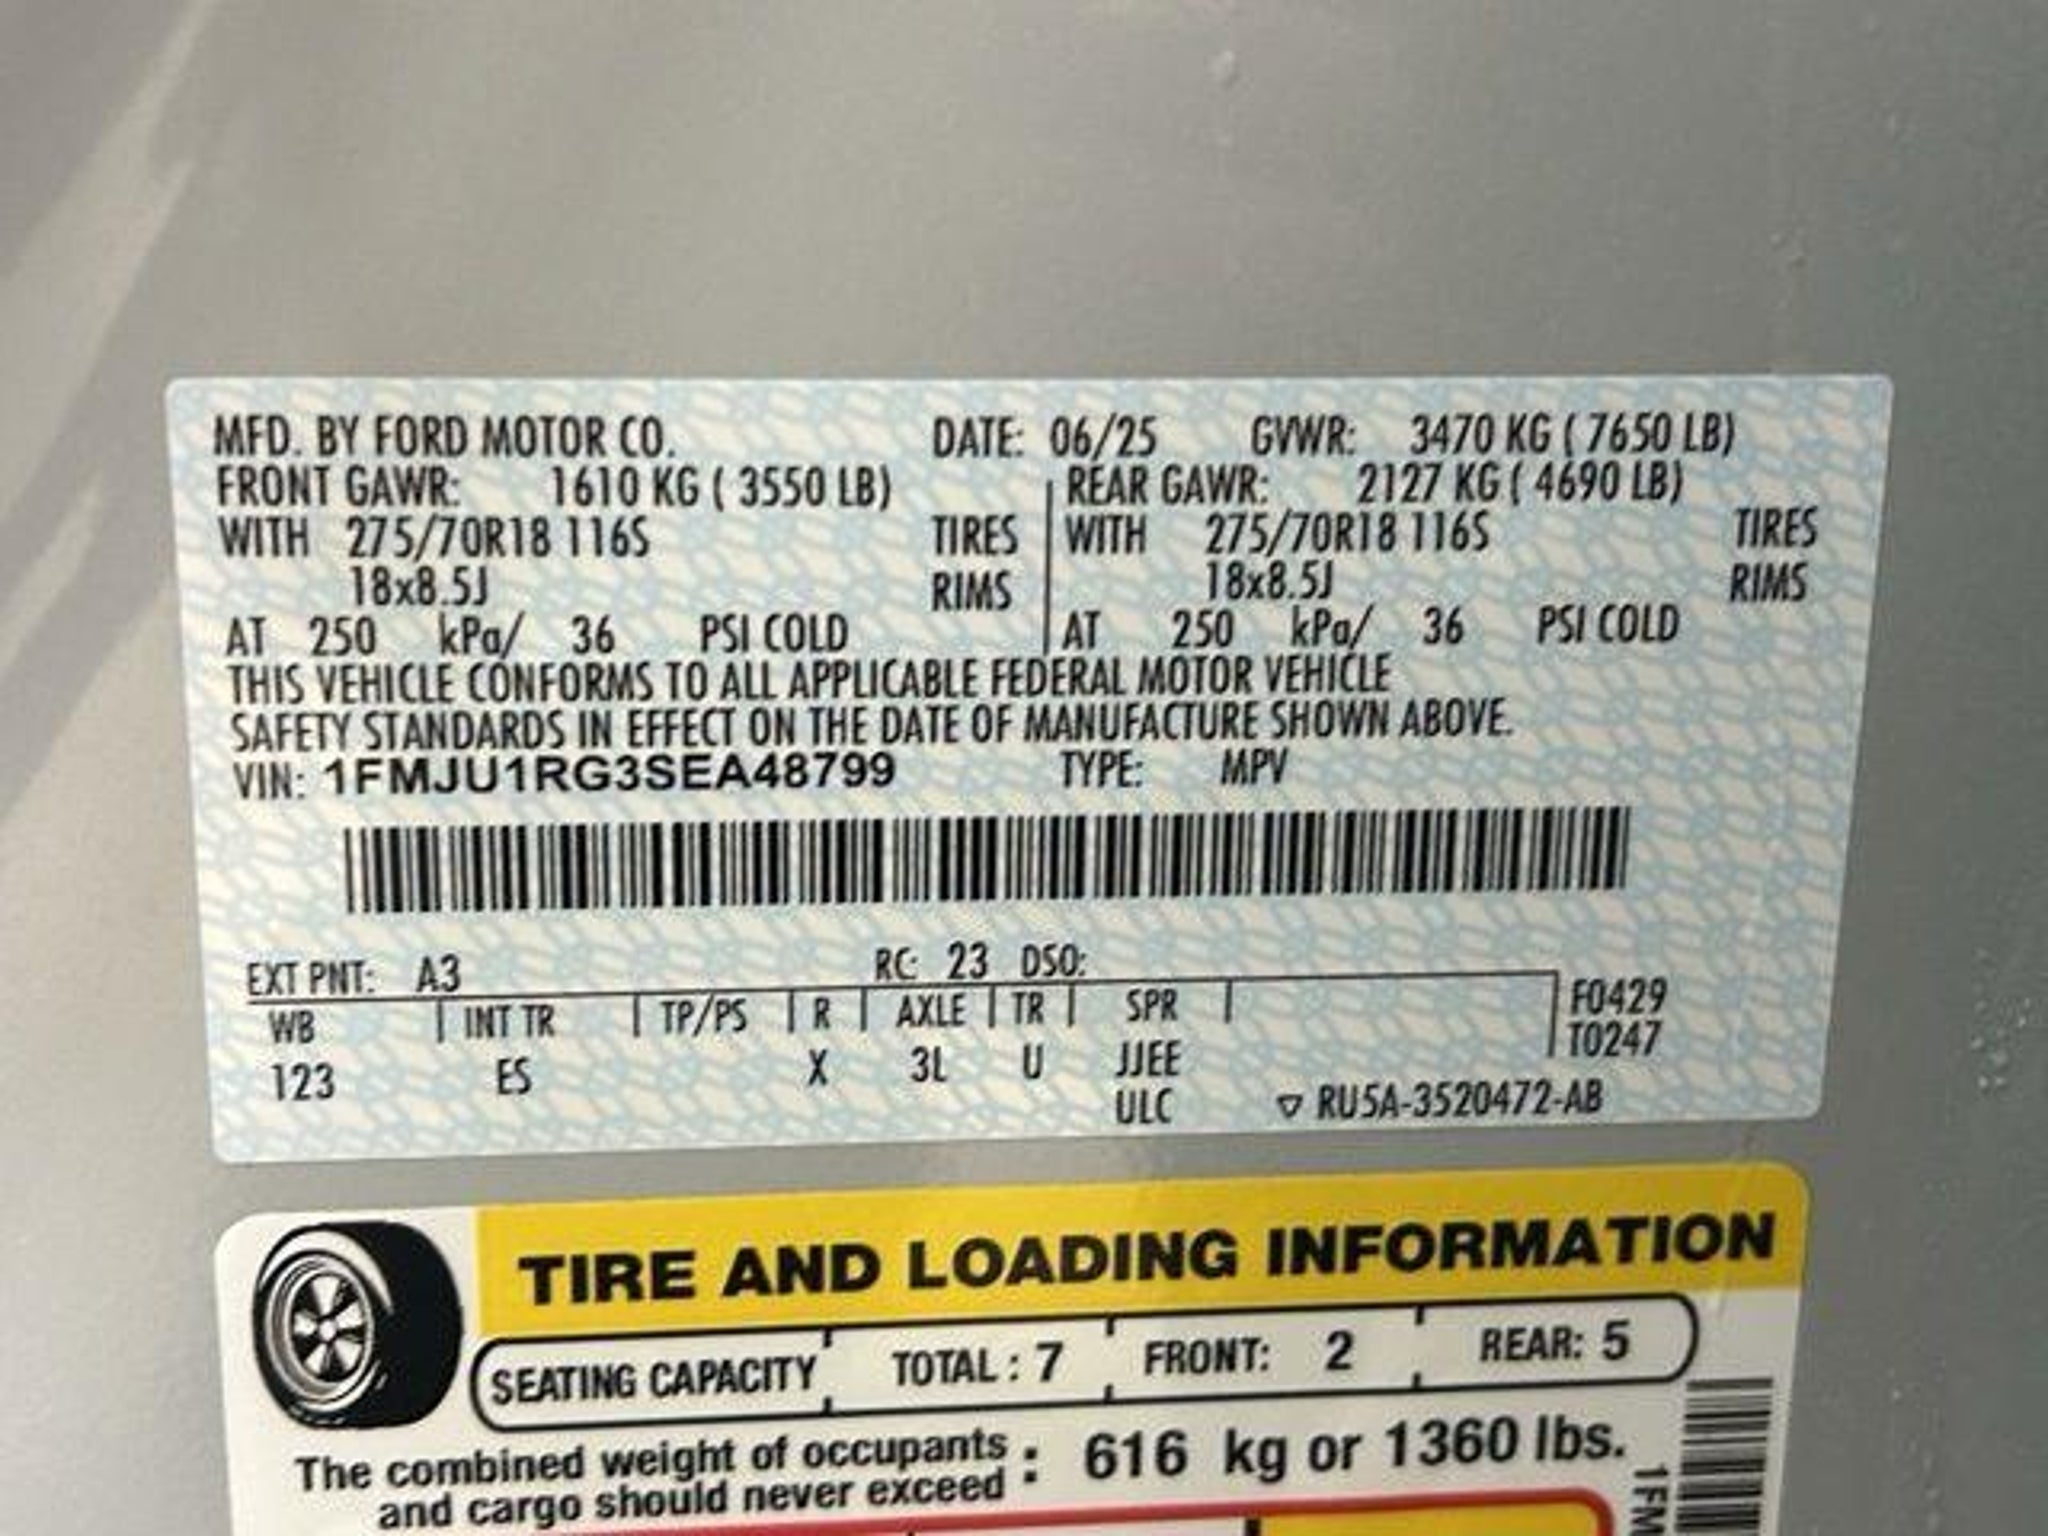 MFD. BY FORD MOTOR CO. DATE: 06/25 GVWR: 3470 KG ( 7650 LB)
FRONT GAWR: 1610 KG ( 3550 LB) REAR GAWR: 2127 KG ( 4690 LB)
WITH 275/70R18 116S TIRES WITH 275/70R18 116S TIRES
18x8.5J RIMS 18x8.5J RIMS
AT 250 kPa/ 36 PSI COLD AT 250 kPa/ 36 PSI COLD
THIS VEHICLE CONFORMS TO ALL APPLICABLE FEDERAL MOTOR VEHICLE
SAFETY STANDARDS IN EFFECT ON THE DATE OF MANUFACTURE SHOWN ABOVE.
VIN: 1FMJU1RG3SEA48799 TYPE: MPV
EXT PNT: A3 RC: 23 DSO:
WB INT TR TP/PS R AXLE TR SPR F0429
T0247
123 ES X 3L U JJEE
ULC ▽ RU5A-3520472-AB
TIRE AND LOADING INFORMATION
SEATING CAPACITY TOTAL : 7 FRONT: 2 REAR: 5
The combined weight of occupants
and cargo should never exceed : 616 kg or 1360 lbs.
1FM